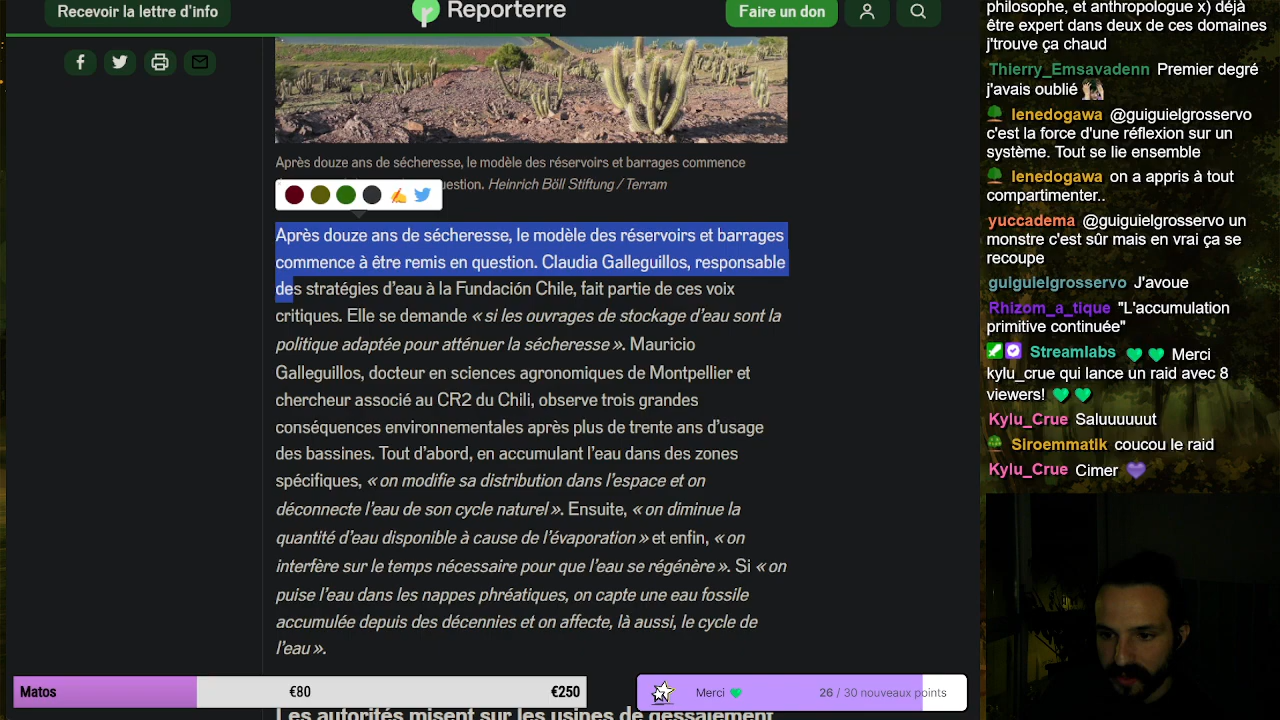 Recevoir la lettre d'info
Reporterre
Faire un don
Après douze ans de sécheresse, le modèle des réservoirs et barrages commence
uestion. Heinrich Böll Stiftung / Terram
Après douze ans de sécheresse, le modèle des réservoirs et barrages
commence à être remis en question. Claudia Galleguillos, responsable
des stratégies d'eau à la Fundación Chile, fait partie de ces voix
critiques. Elle se demande « si les ouvrages de stockage d'eau sont la
politique adaptée pour atténuer la sécheresse ». Mauricio
Galleguillos, docteur en sciences agronomiques de Montpellier et
chercheur associé au CR2 du Chili, observe trois grandes
conséquences environnementales après plus de trente ans d'usage
des bassines. Tout d'abord, en accumulant l'eau dans des zones
spécifiques, « on modifie sa distribution dans l'espace et on
déconnecte l'eau de son cycle naturel ». Ensuite, « on diminue la
quantité d'eau disponible à cause de l'évaporation » et enfin, « on
interfère sur le temps nécessaire pour que l'eau se régénère ». Si « on
puise l'eau dans les nappes phréatiques, on capte une eau fossile
accumulée depuis des décennies et on affecte, là aussi, le cycle de
l'eau ».
Les autorités misent sur les usines de dessalement
Matos
€80
€250
Merci
26 / 30 nouveaux points
philosophe, et anthropologue x) déjà
être expert dans deux de ces domaines
j'trouve ça chaud
Thierry_Emsavadenn Premier degré
j'avais oublié
lenedogawa @guiguielgrosservo
c'est la force d'une réflexion sur un
système. Tout se lie ensemble
lenedogawa on a appris à tout
compartimenter..
yuccadema @guiguielgrosservo un
monstre c'est sûr mais en vrai ça se
recoupe
guiguielgrosservo J'avoue
Rhizom_a_tique "L'accumulation
primitive continuée"
Streamlabs Merci
kylu_crue qui lance un raid avec 8
viewers!
Kylu_Crue Saluuuuuut
Siroemmatik coucou le raid
Kylu_Crue Cimer